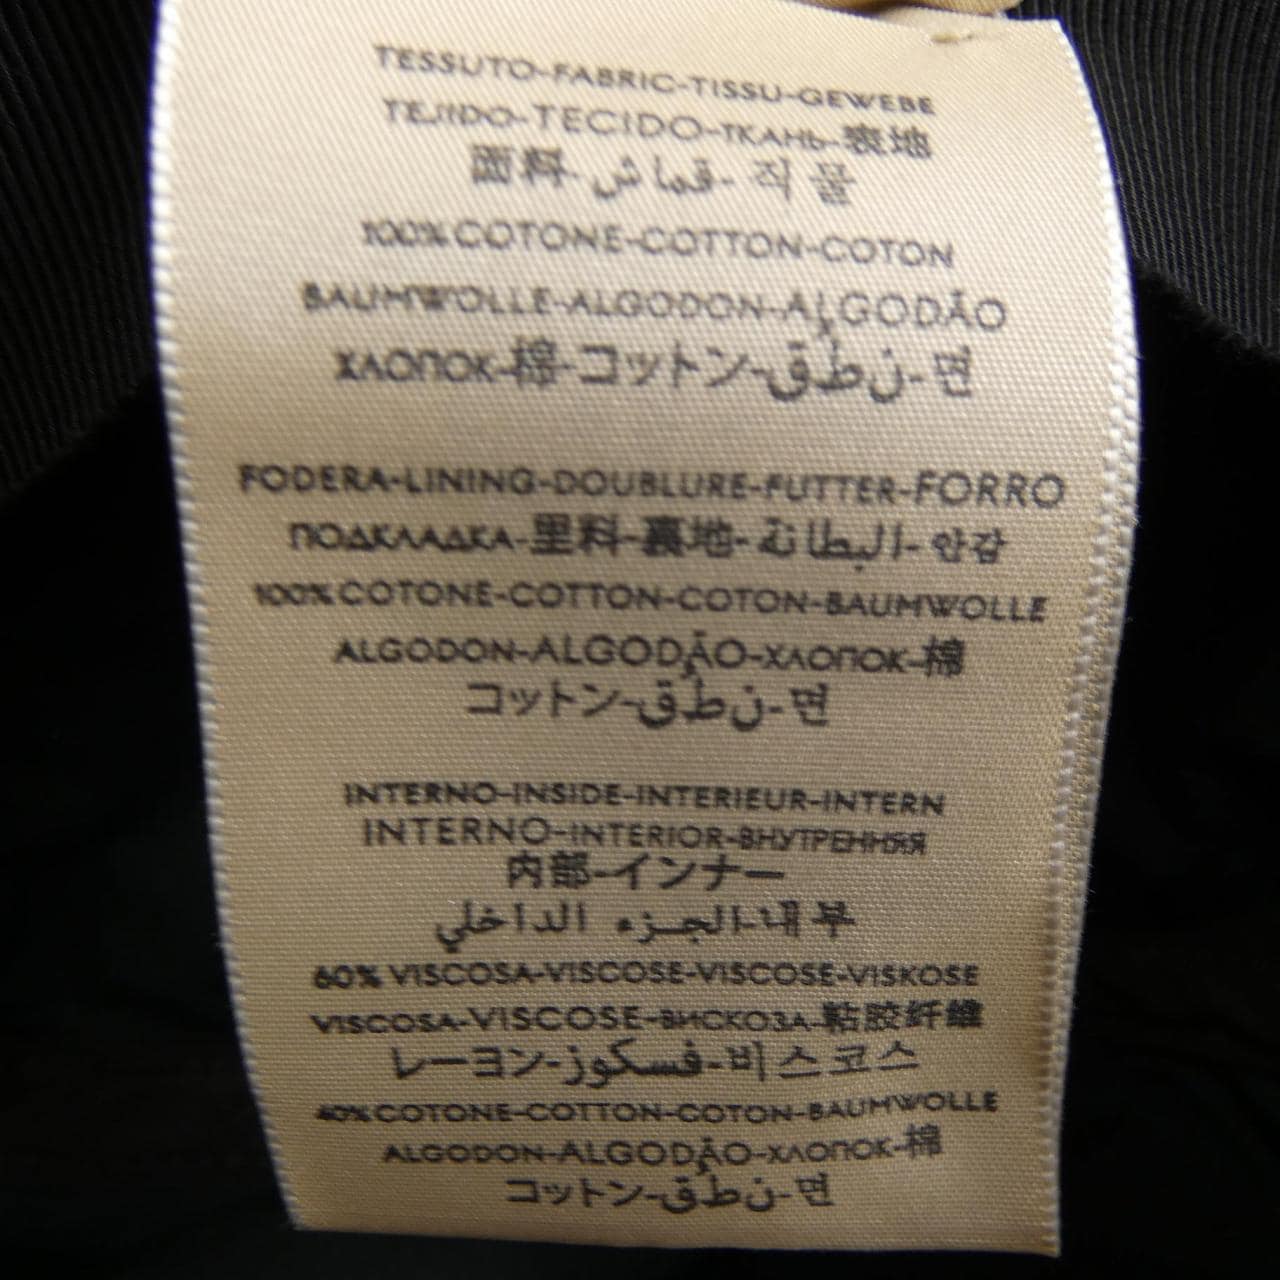 TESSUTO-FABRIC-TISSU-GEWEBE
TEJIDO-TECIDO-ТКАНЬ-表地
面料-قماش-직물
100%COTONE-COTTON-COTON
BAUMWOLLE-ALGODON-ALGODÃO
ХЛОПОК-棉-コットン-قطن-면
FODERA-LINING-DOUBLURE-FUTTER-FORRO
ПОДКЛАДКА-里料-裏地-البطانة-안감
100%COTONE-COTTON-COTON-BAUMWOLLE
ALGODON-ALGODÃO-ХЛОПОК-棉
コットン-قطن-면
INTERNO-INSIDE-INTERIEUR-INTERN
INTERNO-INTERIOR-ВНУТРЕННЯЯ
内部-インナー
الجزء الداخلي-내부
60% VISCOSA-VISCOSE-VISCOSE-VISKOSE
VISCOSA-VISCOSE-ВИСКОЗА-粘胶纤维
レーヨン-فسكوز-비스코스
40%COTONE-COTTON-COTON-BAUMWOLLE
ALGODON-ALGODÃO-ХЛОПОК-棉
コットン-قطن-면